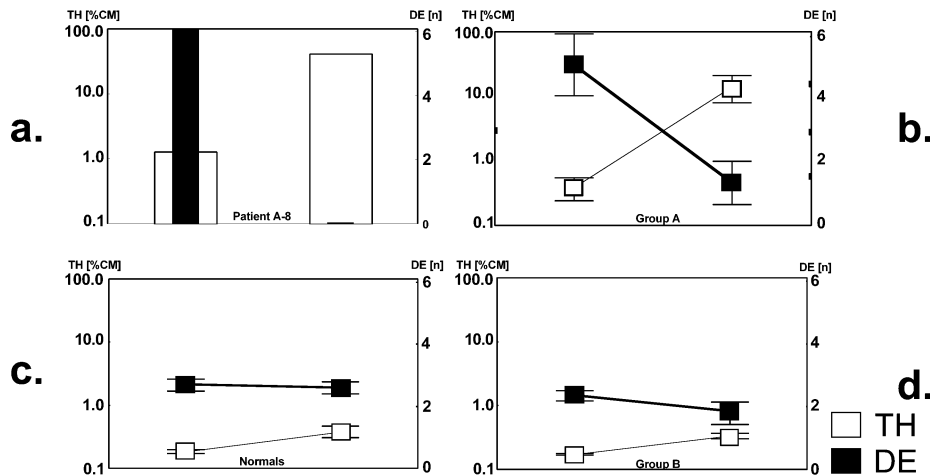 TH [%CM] DE [n]
100.0 6
10.0 4
a.
1.0 2
0.1 0
Patient A-8
TH [%CM] DE [n]
100.0 6
10.0 4
b.
1.0 2
0.1 0
Group A
TH [%CM] DE [n]
100.0 6
10.0 4
c.
1.0 2
0.1 0
Normals
TH [%CM] DE [n]
100.0 6
10.0 4
d.
1.0 2
0.1 0
Group B
TH
DE